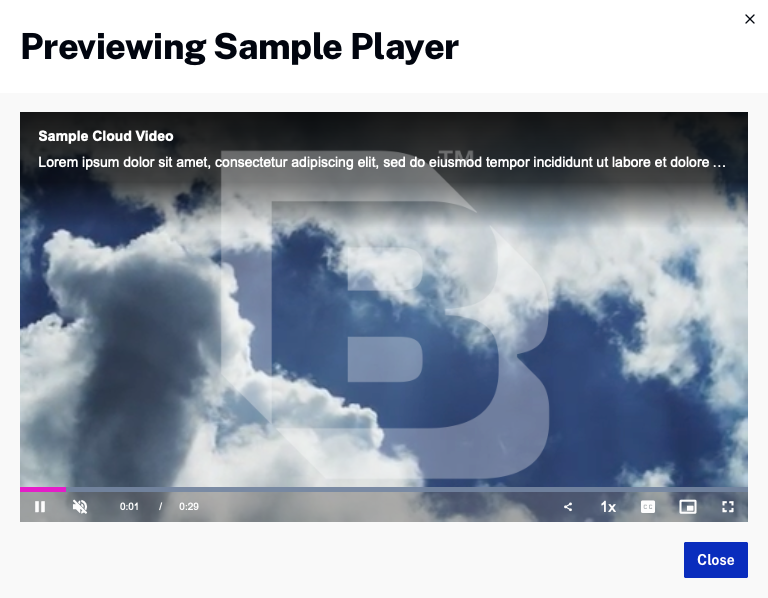 Previewing Sample Player
Sample Cloud Video
Lorem ipsum dolor sit amet, consectetur adipiscing elit, sed do eiusmod tempor incididunt ut labore et dolore ...
TM
B
0:01 / 0:29 1x CC
Close